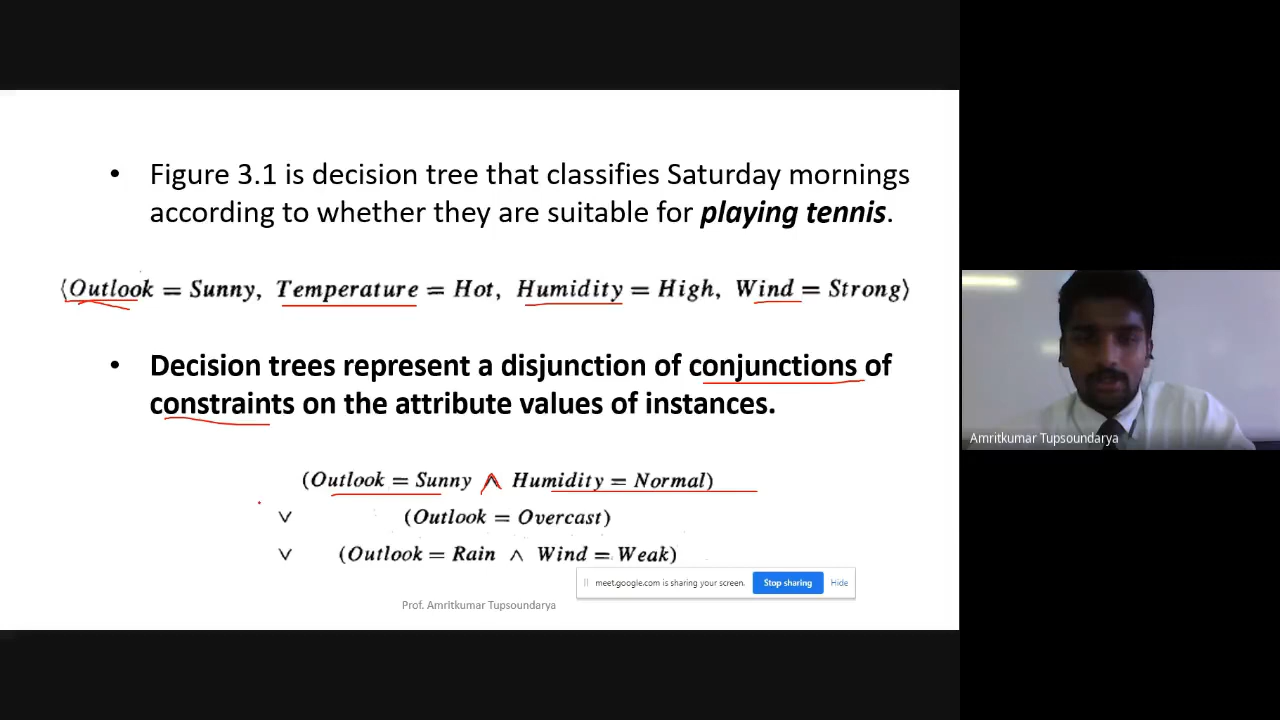 • Figure 3.1 is decision tree that classifies Saturday mornings
according to whether they are suitable for playing tennis.
⟨Outlook = Sunny, Temperature = Hot, Humidity = High, Wind = Strong⟩
• Decision trees represent a disjunction of conjunctions of
constraints on the attribute values of instances.
(Outlook = Sunny ∧ Humidity = Normal)
∨ (Outlook = Overcast)
∨ (Outlook = Rain ∧ Wind = Weak)
meet.google.com is sharing your screen. Stop sharing Hide
Prof. Amritkumar Tupsoundarya
Amritkumar Tupsoundarya